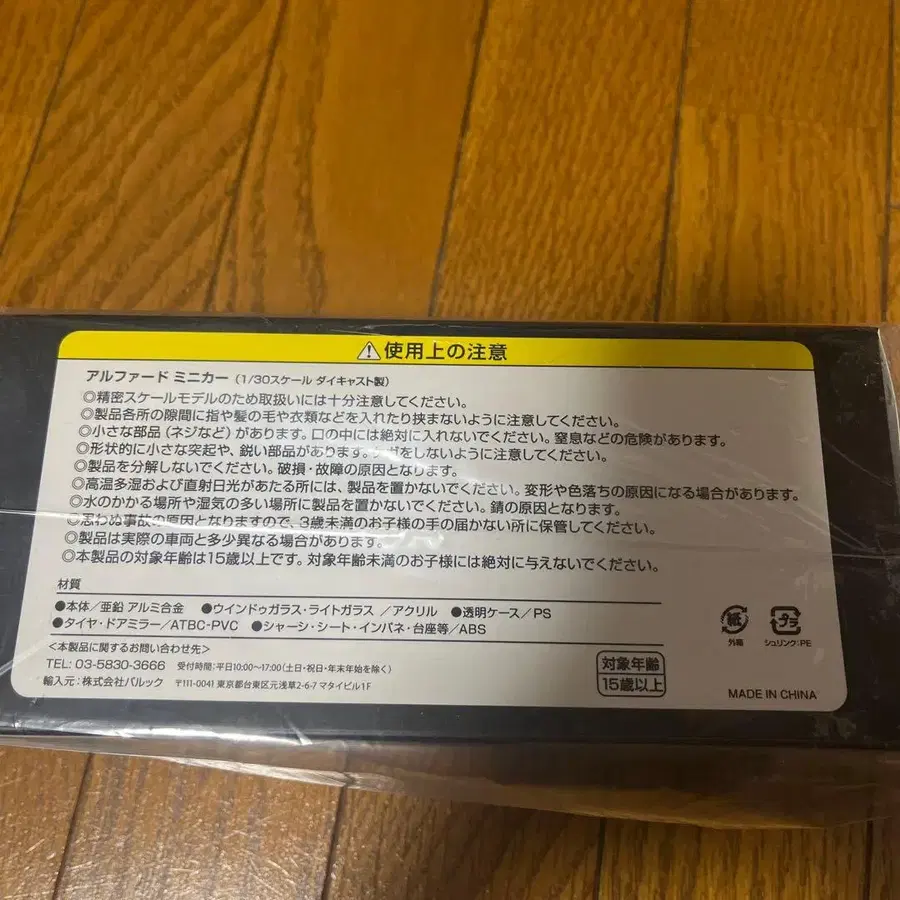 ⚠使用上の注意
アルファード ミニカー（1/30スケール ダイキャスト製）
◎精密スケールモデルのため取扱いには十分注意してください。
◎製品各所の隙間に指や髪の毛や衣類などを入れたり挟まないように注意してください。
◎小さな部品（ネジなど）があります。口の中には絶対に入れないでください。窒息などの危険があります。
◎形状的に小さな突起や、鋭い部品があります。ケガをしないように注意してください。
◎製品を分解しないでください。破損・故障の原因となります。
◎高温多湿および直射日光があたる所には、製品を置かないでください。変形や色落ちの原因になる場合があります。
◎水のかかる場所や湿気の多い場所に製品を置かないでください。錆の原因となります。
◎思わぬ事故の原因となりますので、3歳未満のお子様の手の届かない所に保管してください。
◎製品は実際の車両と多少異なる場合があります。
◎本製品の対象年齢は15歳以上です。対象年齢未満のお子様には絶対に与えないでください。
材質
●本体/亜鉛 アルミ合金 ●ウインドゥガラス・ライトガラス /アクリル ●透明ケース/PS
●タイヤ・ドアミラー/ATBC-PVC ●シャーシ・シート・インパネ・台座等/ABS
<本製品に関するお問い合わせ先>
TEL: 03-5830-3666 受付時間:平日10:00〜17:00(土日・祝日・年末年始を除く)
輸入元:株式会社バルック 〒111-0041 東京都台東区元浅草2-6-7 マタイビル1F
対象年齢
15歳以上
紙
外箱
プラ
シュリンク:PE
MADE IN CHINA